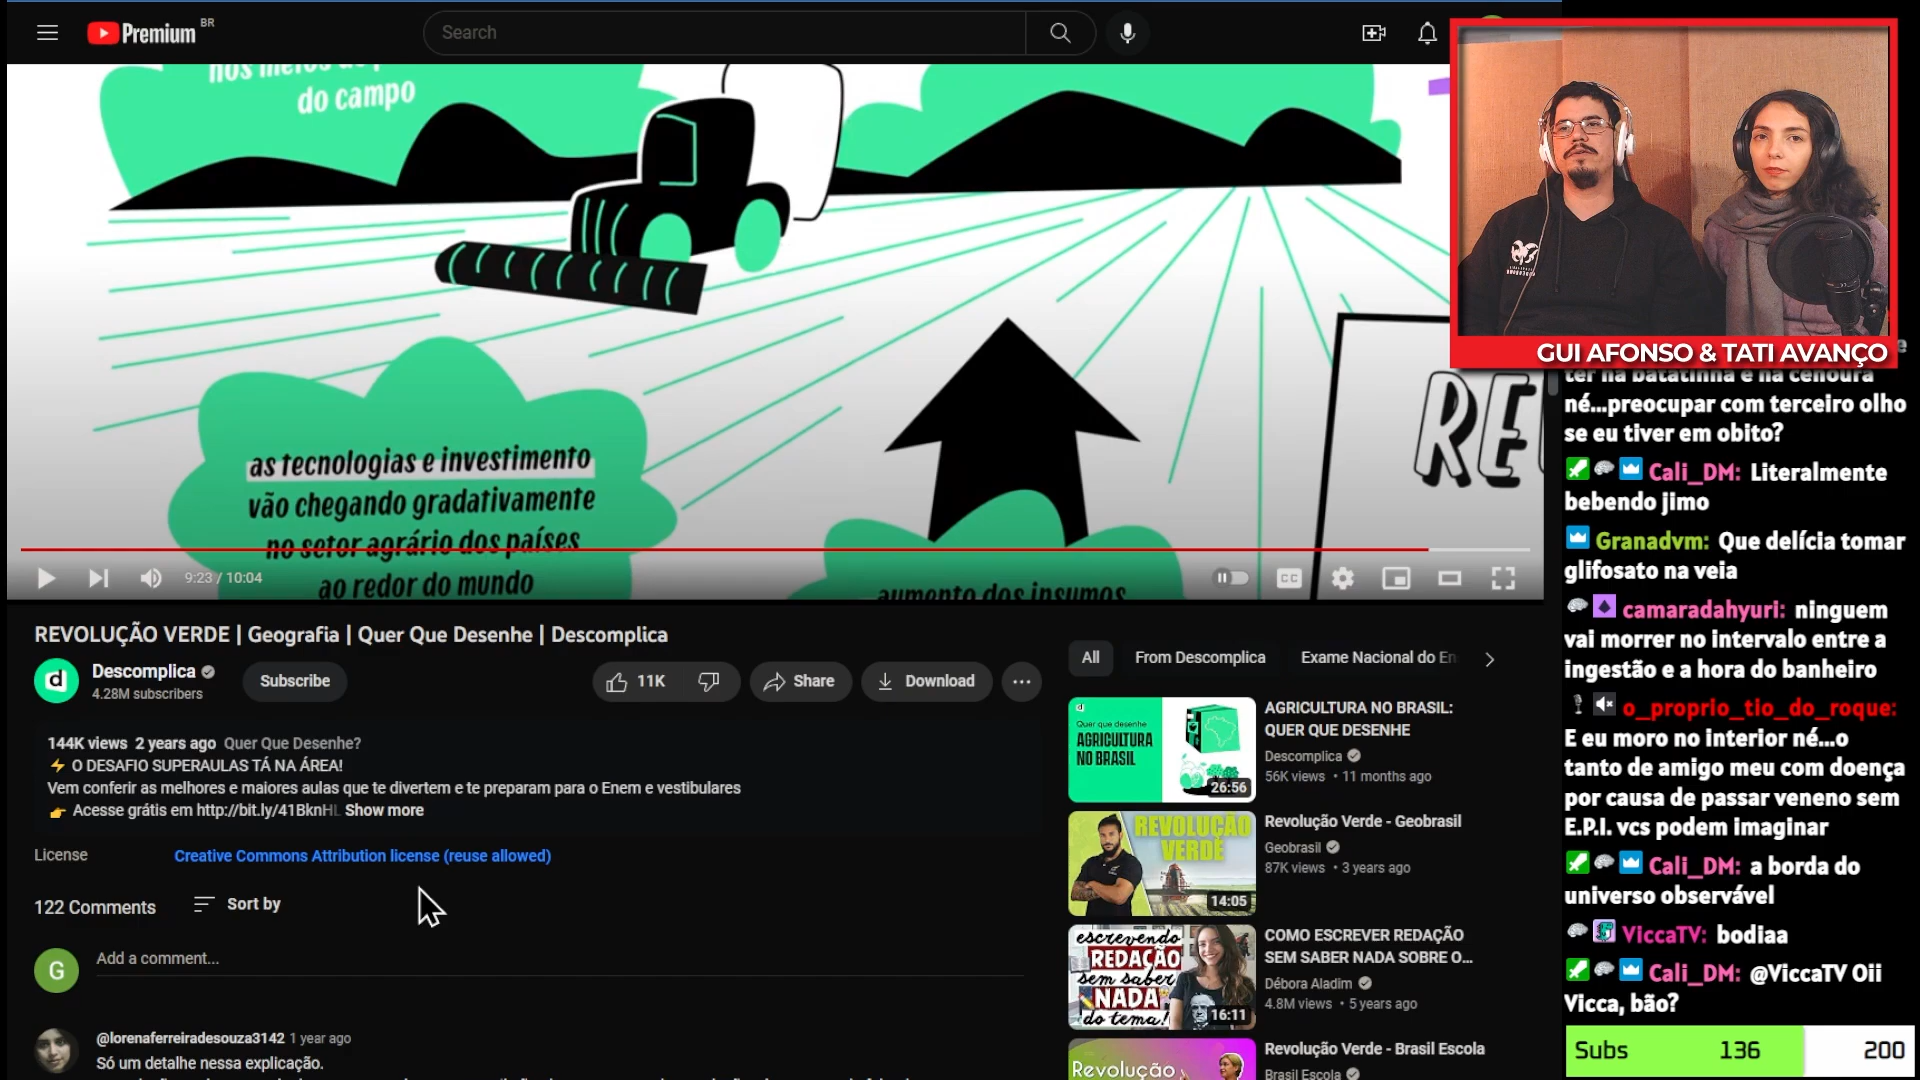 Premium BR
Search
do campo
as tecnologias e investimento
vão chegando gradativamente
no setor agrário dos países
ao redor do mundo
aumento dos insumos
RE
9:23 / 10:04
CC
GUI AFONSO & TATI AVANÇO
REVOLUÇÃO VERDE | Geografia | Quer Que Desenhe | Descomplica
d
Descomplica
4.28M subscribers
Subscribe
11K
Share
Download
144K views 2 years ago Quer Que Desenhe?
⚡ O DESAFIO SUPERAULAS TÁ NA ÁREA!
Vem conferir as melhores e maiores aulas que te divertem e te preparam para o Enem e vestibulares
👉 Acesse grátis em http://bit.ly/41BknHL Show more
License
Creative Commons Attribution license (reuse allowed)
122 Comments
Sort by
G
Add a comment...
@lorenaferreiradesouza3142 1 year ago
Só um detalhe nessa explicação.
All
From Descomplica
Exame Nacional do En
Quer que desenhe
AGRICULTURA
NO BRASIL
26:56
AGRICULTURA NO BRASIL:
QUER QUE DESENHE
Descomplica
56K views • 11 months ago
REVOLUÇÃO
VERDE
14:05
Revolução Verde - Geobrasil
Geobrasil
87K views • 3 years ago
escrevendo
REDAÇÃO
sem saber
NADA
do tema!
16:11
COMO ESCREVER REDAÇÃO
SEM SABER NADA SOBRE O...
Débora Aladim
4.8M views • 5 years ago
Revolução
Revolução Verde - Brasil Escola
Brasil Escola
ter na batatinha e na cenoura
né...preocupar com terceiro olho
se eu tiver em obito?
Cali_DM: Literalmente
bebendo jimo
Granadvm: Que delícia tomar
glifosato na veia
camaradahyuri: ninguem
vai morrer no intervalo entre a
ingestão e a hora do banheiro
o_proprio_tio_do_roque:
E eu moro no interior né...o
tanto de amigo meu com doença
por causa de passar veneno sem
E.P.I. vcs podem imaginar
Cali_DM: a borda do
universo observável
ViccaTV: bodiaa
Cali_DM: @ViccaTV Oii
Vicca, bão?
Subs 136 200